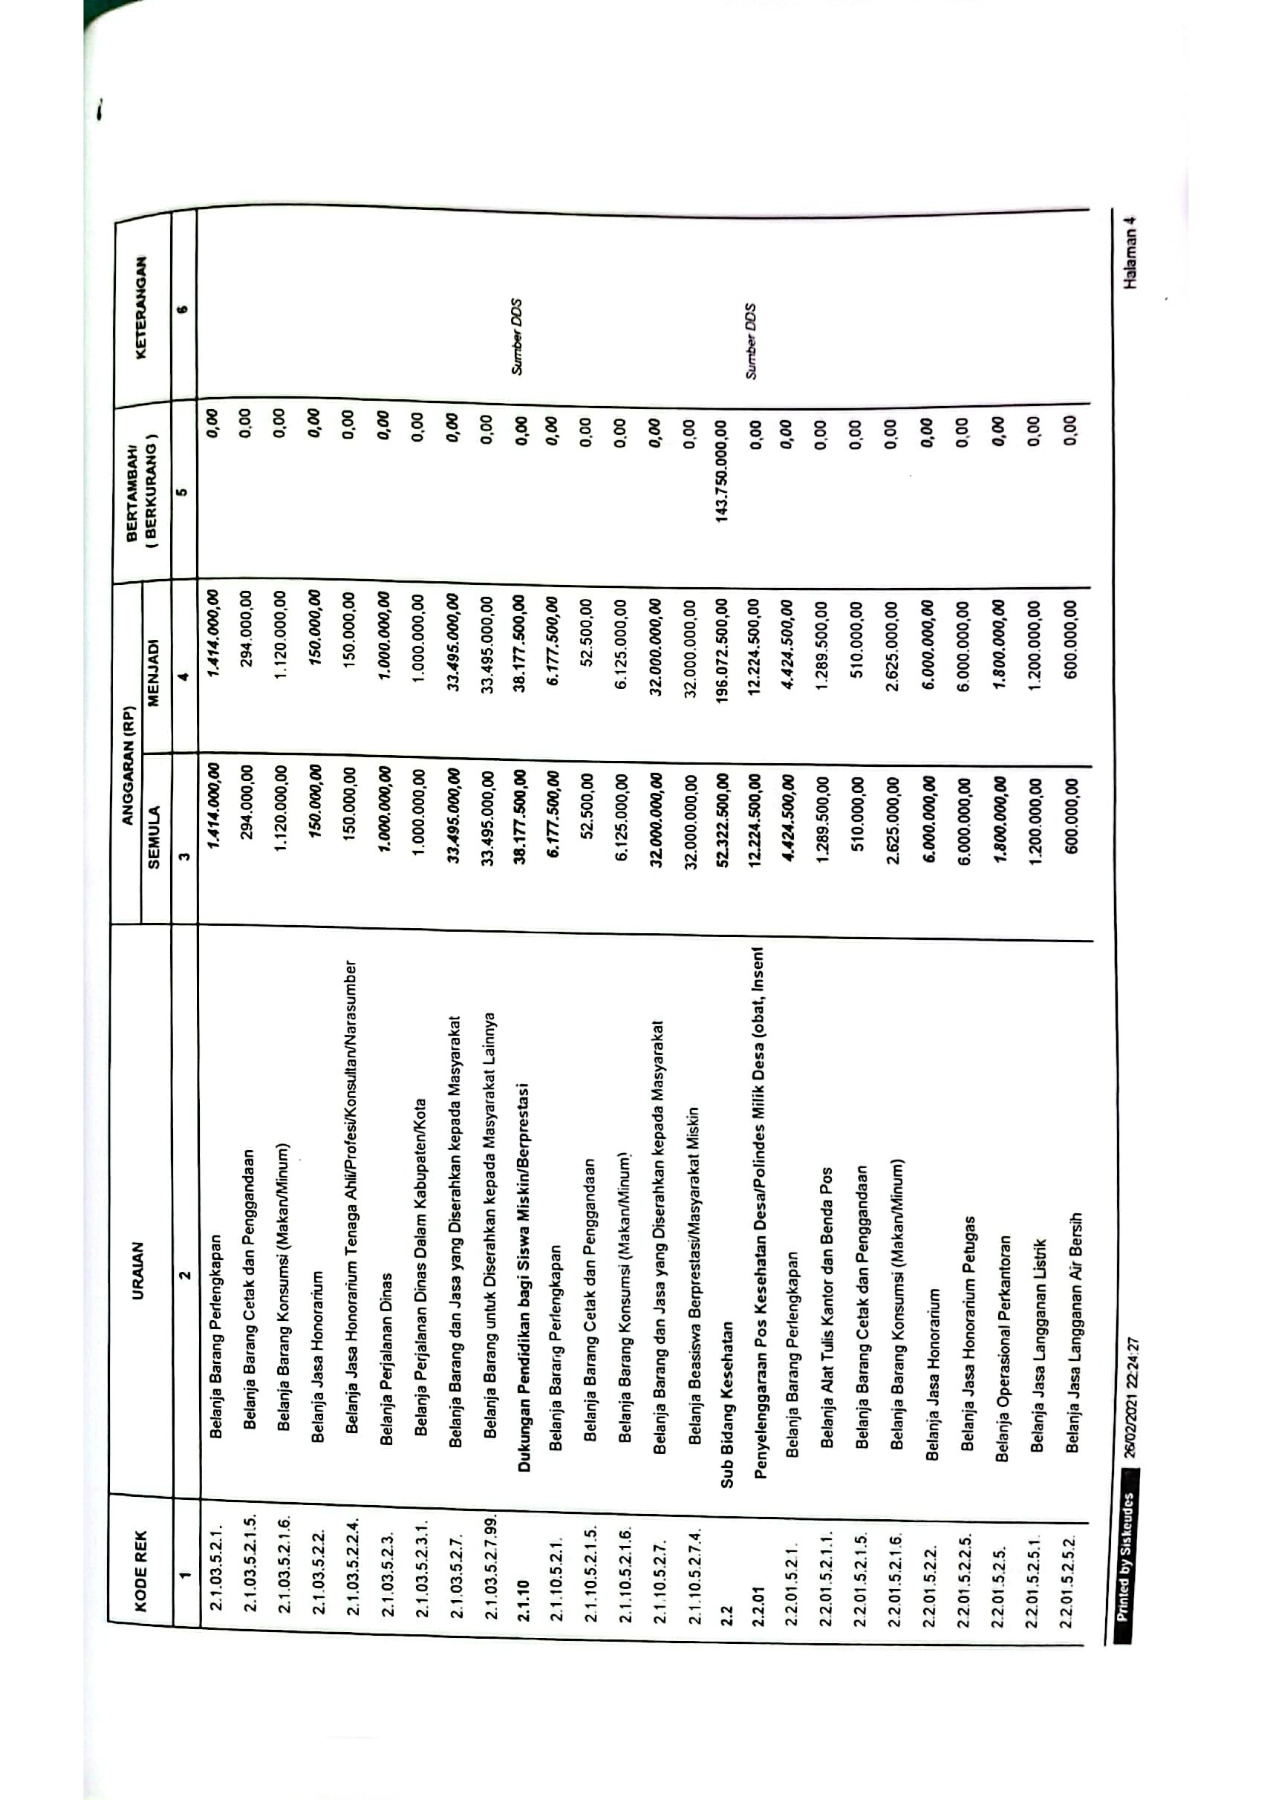 KODE REK URAIAN ANGGARAN (RP) BERTAMBAH/ ( BERKURANG ) KETERANGAN
SEMULA MENJADI
1 2 3 4 5 6
2.1.03.5.2.1. Belanja Barang Perlengkapan 1.414.000,00 1.414.000,00 0,00
2.1.03.5.2.1.5. Belanja Barang Cetak dan Penggandaan 294.000,00 294.000,00 0,00
2.1.03.5.2.1.6. Belanja Barang Konsumsi (Makan/Minum) 1.120.000,00 1.120.000,00 0,00
2.1.03.5.2.2. Belanja Jasa Honorarium 150.000,00 150.000,00 0,00
2.1.03.5.2.2.4. Belanja Jasa Honorarium Tenaga Ahli/Profesi/Konsultan/Narasumber 150.000,00 150.000,00 0,00
2.1.03.5.2.3. Belanja Perjalanan Dinas 1.000.000,00 1.000.000,00 0,00
2.1.03.5.2.3.1. Belanja Perjalanan Dinas Dalam Kabupaten/Kota 1.000.000,00 1.000.000,00 0,00
2.1.03.5.2.7. Belanja Barang dan Jasa yang Diserahkan kepada Masyarakat 33.495.000,00 33.495.000,00 0,00
2.1.03.5.2.7.99. Belanja Barang untuk Diserahkan kepada Masyarakat Lainnya 33.495.000,00 33.495.000,00 0,00
2.1.10 Dukungan Pendidikan bagi Siswa Miskin/Berprestasi 38.177.500,00 38.177.500,00 0,00 Sumber DDS
2.1.10.5.2.1. Belanja Barang Perlengkapan 6.177.500,00 6.177.500,00 0,00
2.1.10.5.2.1.5. Belanja Barang Cetak dan Penggandaan 52.500,00 52.500,00 0,00
2.1.10.5.2.1.6. Belanja Barang Konsumsi (Makan/Minum) 6.125.000,00 6.125.000,00 0,00
2.1.10.5.2.7. Belanja Barang dan Jasa yang Diserahkan kepada Masyarakat 32.000.000,00 32.000.000,00 0,00
2.1.10.5.2.7.4. Belanja Beasiswa Berprestasi/Masyarakat Miskin 32.000.000,00 32.000.000,00 0,00
2.2 Sub Bidang Kesehatan 52.322.500,00 196.072.500,00 143.750.000,00
2.2.01 Penyelenggaraan Pos Kesehatan Desa/Polindes Milik Desa (obat, Insent 12.224.500,00 12.224.500,00 0,00 Sumber DDS
2.2.01.5.2.1. Belanja Barang Perlengkapan 4.424.500,00 4.424.500,00 0,00
2.2.01.5.2.1.1. Belanja Alat Tulis Kantor dan Benda Pos 1.289.500,00 1.289.500,00 0,00
2.2.01.5.2.1.5. Belanja Barang Cetak dan Penggandaan 510.000,00 510.000,00 0,00
2.2.01.5.2.1.6. Belanja Barang Konsumsi (Makan/Minum) 2.625.000,00 2.625.000,00 0,00
2.2.01.5.2.2. Belanja Jasa Honorarium 6.000.000,00 6.000.000,00 0,00
2.2.01.5.2.2.5. Belanja Jasa Honorarium Petugas 6.000.000,00 6.000.000,00 0,00
2.2.01.5.2.5. Belanja Operasional Perkantoran 1.800.000,00 1.800.000,00 0,00
2.2.01.5.2.5.1. Belanja Jasa Langganan Listrik 1.200.000,00 1.200.000,00 0,00
2.2.01.5.2.5.2. Belanja Jasa Langganan Air Bersih 600.000,00 600.000,00 0,00
Printed by Siskeudes 26/02/2021 22:24:27 Halaman 4